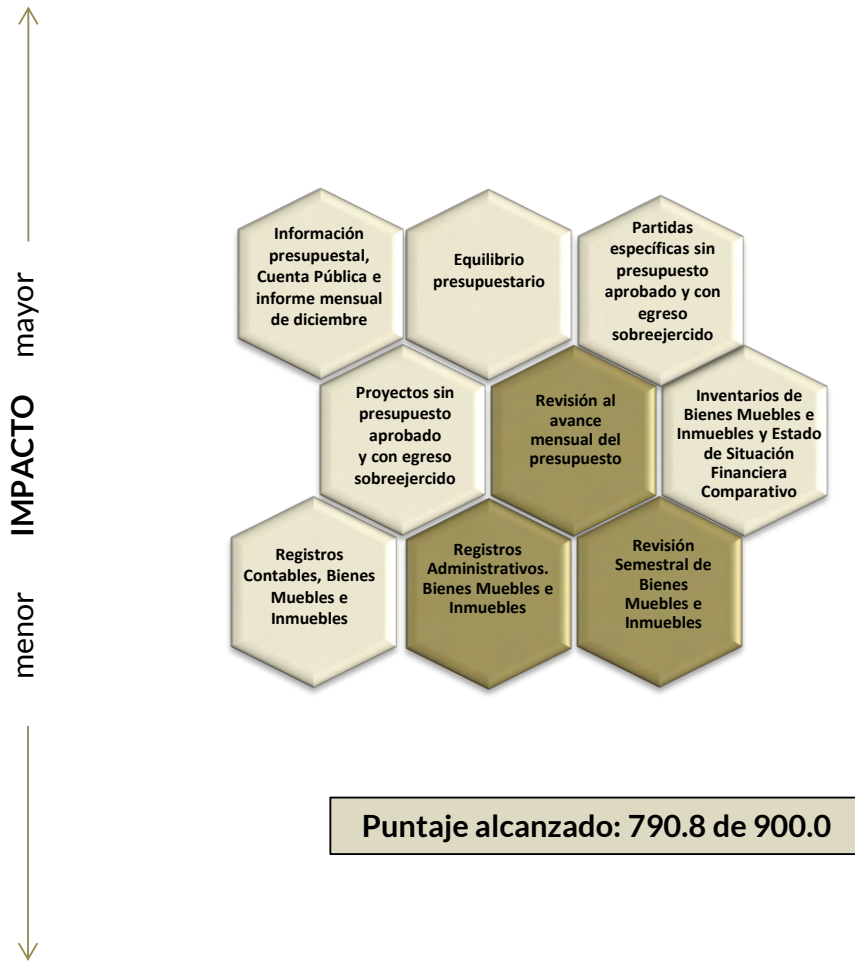 mayor
IMPACTO
menor
Información
presupuestal,
Cuenta Pública e
informe mensual
de diciembre
Equilibrio
presupuestario
Partidas
específicas sin
presupuesto
aprobado y con
egreso
sobreejercido
Proyectos sin
presupuesto
aprobado
y con egreso
sobreejercido
Revisión al
avance
mensual del
presupuesto
Inventarios de
Bienes Muebles e
Inmuebles y Estado
de Situación
Financiera
Comparativo
Registros
Contables, Bienes
Muebles e
Inmuebles
Registros
Administrativos.
Bienes Muebles e
Inmuebles
Revisión
Semestral de
Bienes
Muebles e
Inmuebles
Puntaje alcanzado: 790.8 de 900.0